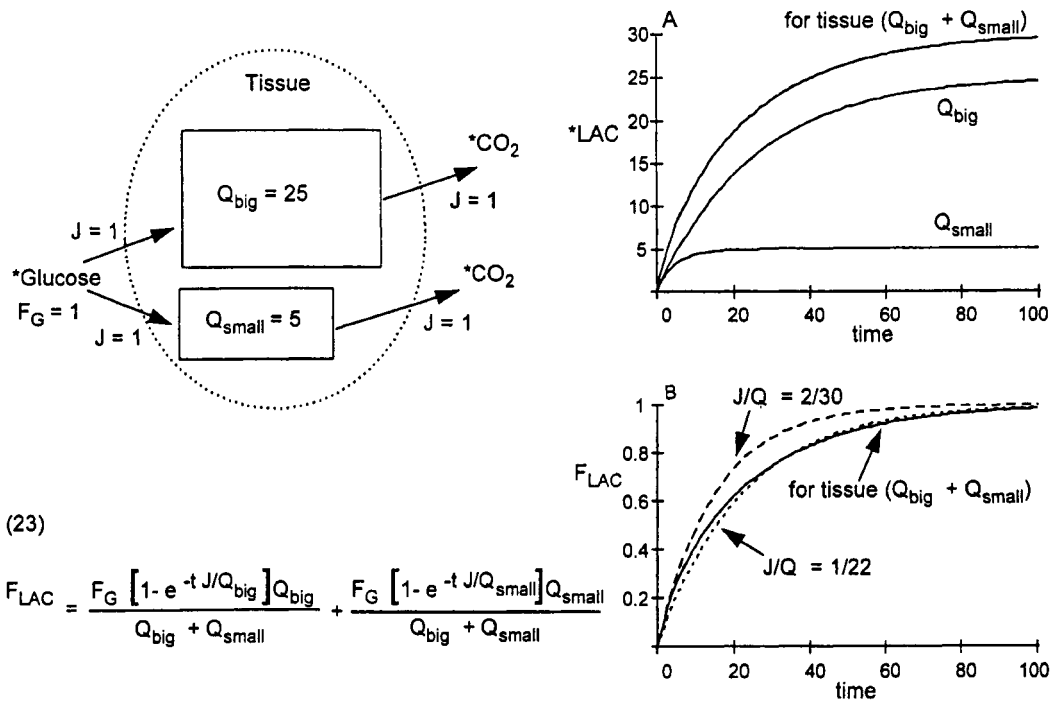 Tissue
Q_big = 25
*CO2
J = 1
J = 1
*Glucose
F_G = 1
J = 1
Q_small = 5
*CO2
J = 1
(23)
F_LAC = F_G [1- e^-t J/Q_big] Q_big / Q_big + Q_small + F_G [1- e^-t J/Q_small] Q_small / Q_big + Q_small
A
for tissue (Q_big + Q_small)
30
25
20
15
10
5
*LAC
Q_big
Q_small
0 20 40 60 80 100
time
B
J/Q = 2/30
1
0.8
0.6
0.4
0.2
F_LAC
for tissue (Q_big + Q_small)
J/Q = 1/22
0 20 40 60 80 100
time